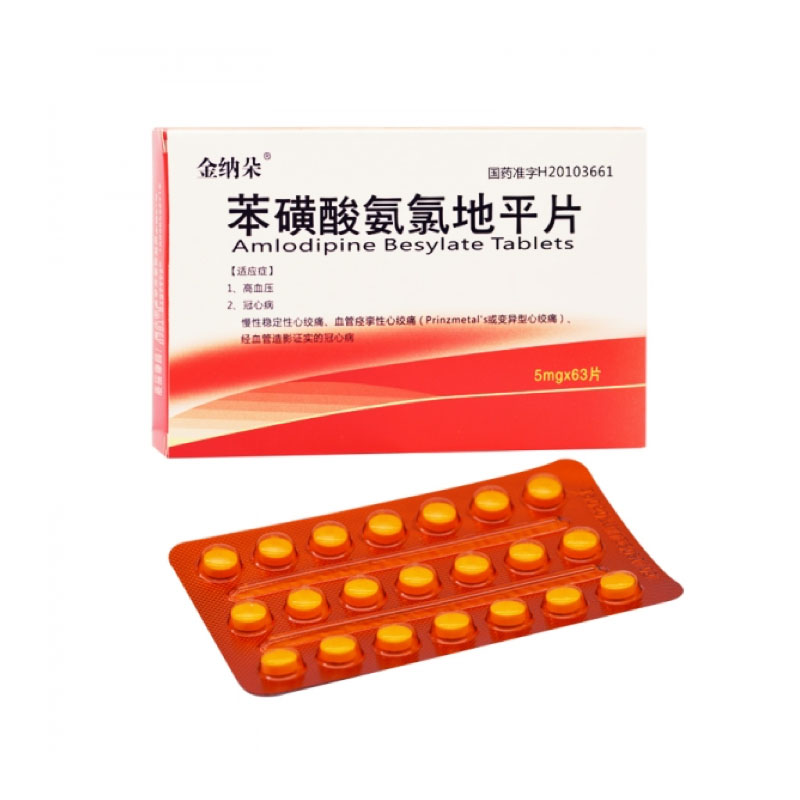 金纳朵®
国药准字H20103661
苯磺酸氨氯地平片
Amlodipine Besylate Tablets
【适应症】
1、高血压
2、冠心病
慢性稳定性心绞痛、血管痉挛性心绞痛（Prinzmetal's或变异型心绞痛）、
经血管造影证实的冠心病
5mgx63片